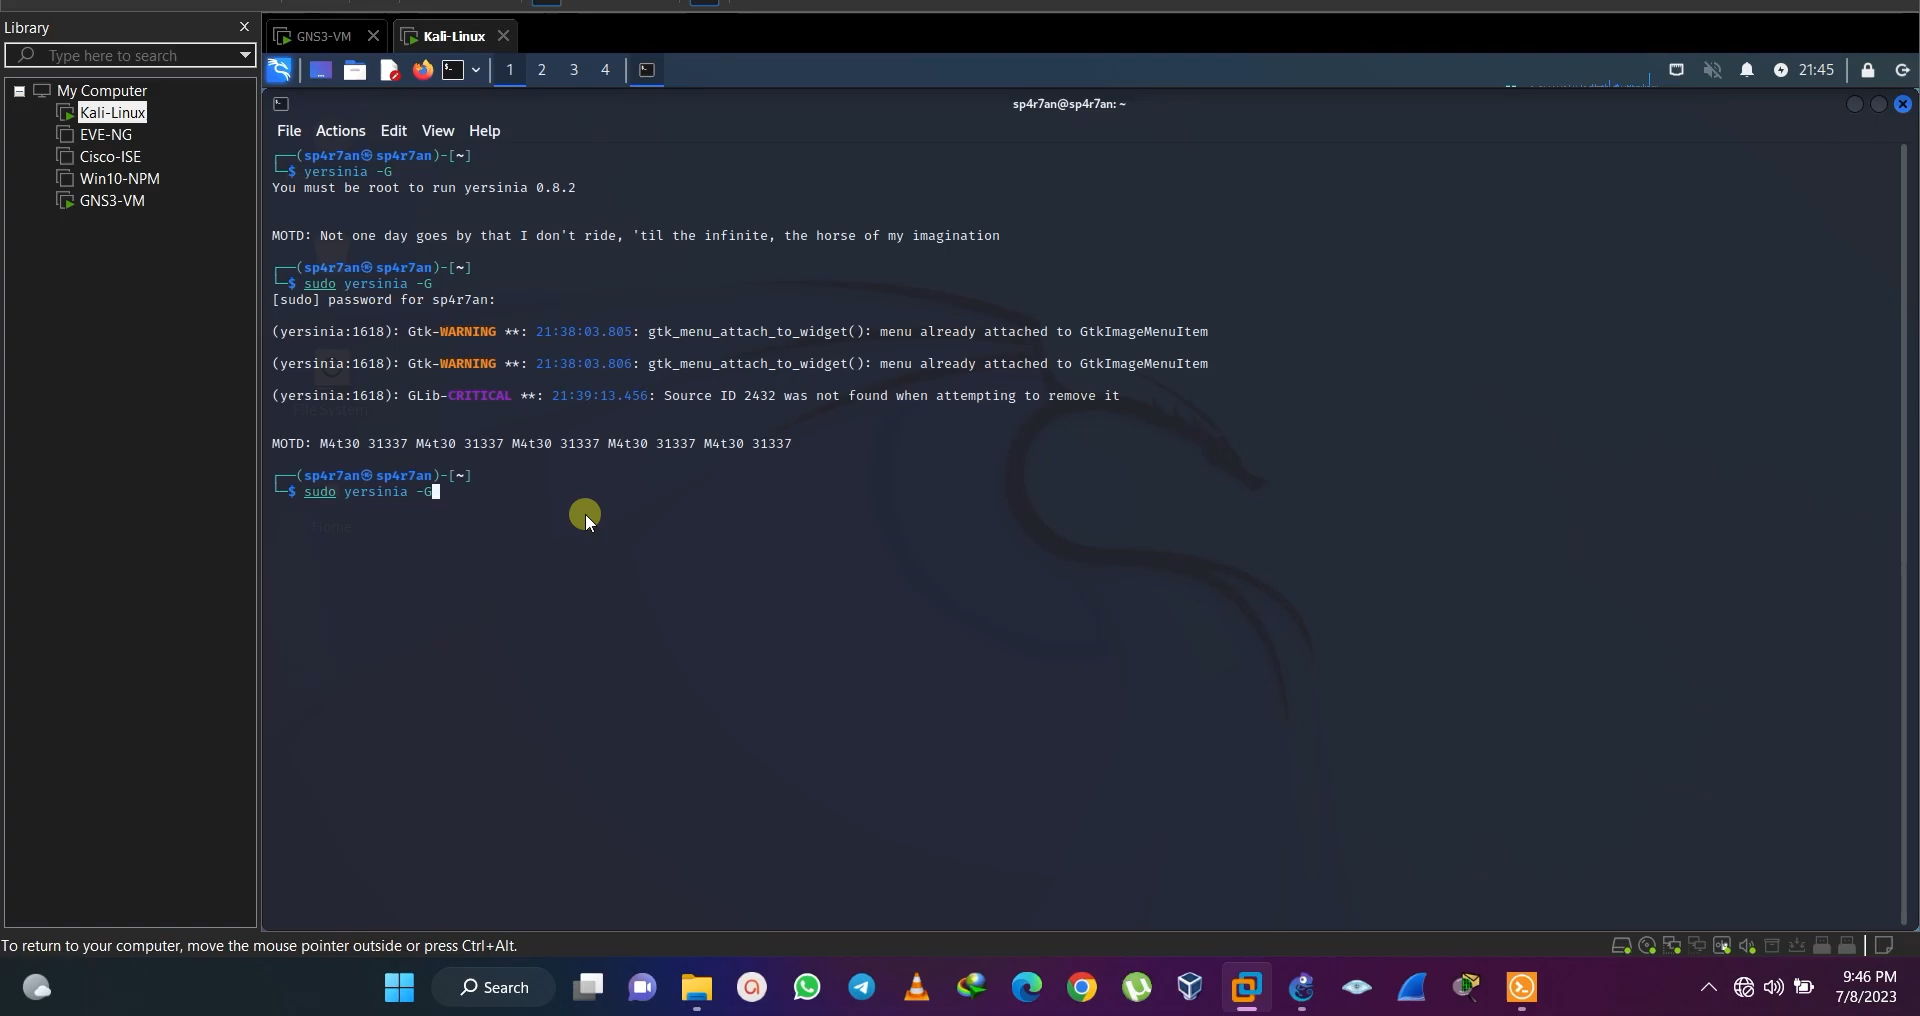 Library
Type here to search
My Computer
Kali-Linux
EVE-NG
Cisco-ISE
Win10-NPM
GNS3-VM
GNS3-VM
Kali-Linux
1 2 3 4
21:45
sp4r7an@sp4r7an: ~
File Actions Edit View Help
┌──(sp4r7an㉿sp4r7an)-[~]
└─$ yersinia -G
You must be root to run yersinia 0.8.2
MOTD: Not one day goes by that I don't ride, 'til the infinite, the horse of my imagination
┌──(sp4r7an㉿sp4r7an)-[~]
└─$ sudo yersinia -G
[sudo] password for sp4r7an:
(yersinia:1618): Gtk-WARNING **: 21:38:03.805: gtk_menu_attach_to_widget(): menu already attached to GtkImageMenuItem
(yersinia:1618): Gtk-WARNING **: 21:38:03.806: gtk_menu_attach_to_widget(): menu already attached to GtkImageMenuItem
(yersinia:1618): GLib-CRITICAL **: 21:39:13.456: Source ID 2432 was not found when attempting to remove it
File System
MOTD: M4t30 31337 M4t30 31337 M4t30 31337 M4t30 31337 M4t30 31337
┌──(sp4r7an㉿sp4r7an)-[~]
└─$ sudo yersinia -G
Home
To return to your computer, move the mouse pointer outside or press Ctrl+Alt.
Search
9:46 PM
7/8/2023